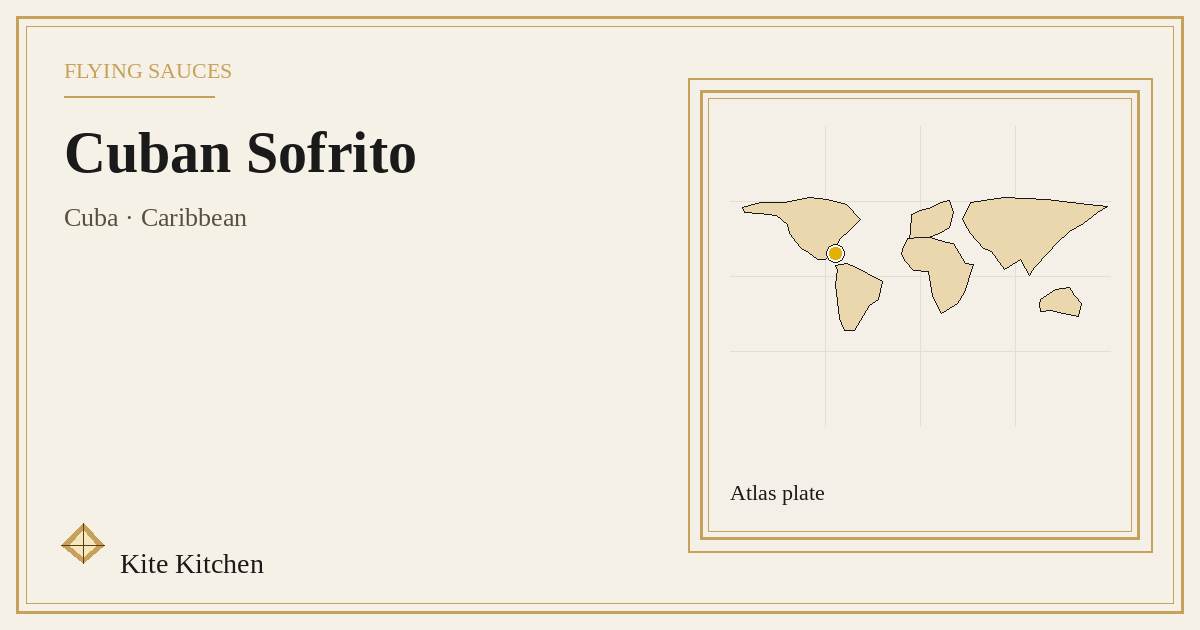 FLYING SAUCES
Cuban Sofrito
Cuba · Caribbean
Atlas plate
Kite Kitchen